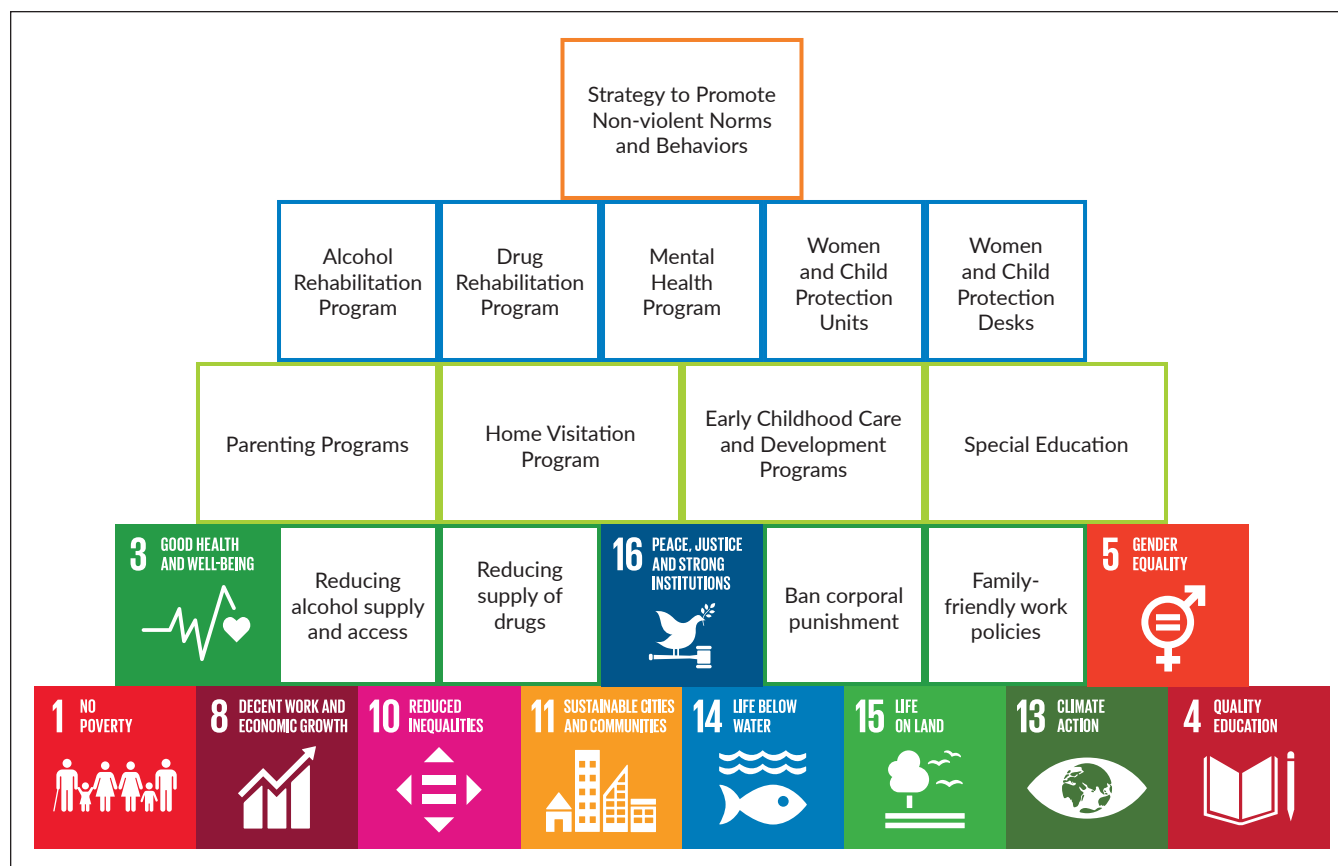 Strategy to Promote
Non-violent Norms
and Behaviors
Alcohol
Rehabilitation
Program
Drug
Rehabilitation
Program
Mental
Health
Program
Women
and Child
Protection
Units
Women
and Child
Protection
Desks
Parenting Programs
Home Visitation
Program
Early Childhood Care
and Development
Programs
Special Education
3 GOOD HEALTH
AND WELL-BEING
Reducing
alcohol supply
and access
Reducing
supply of
drugs
16 PEACE, JUSTICE
AND STRONG
INSTITUTIONS
Ban corporal
punishment
Family-
friendly work
policies
5 GENDER
EQUALITY
1 NO
POVERTY
8 DECENT WORK AND
ECONOMIC GROWTH
10 REDUCED
INEQUALITIES
11 SUSTAINABLE CITIES
AND COMMUNITIES
14 LIFE BELOW
WATER
15 LIFE
ON LAND
13 CLIMATE
ACTION
4 QUALITY
EDUCATION